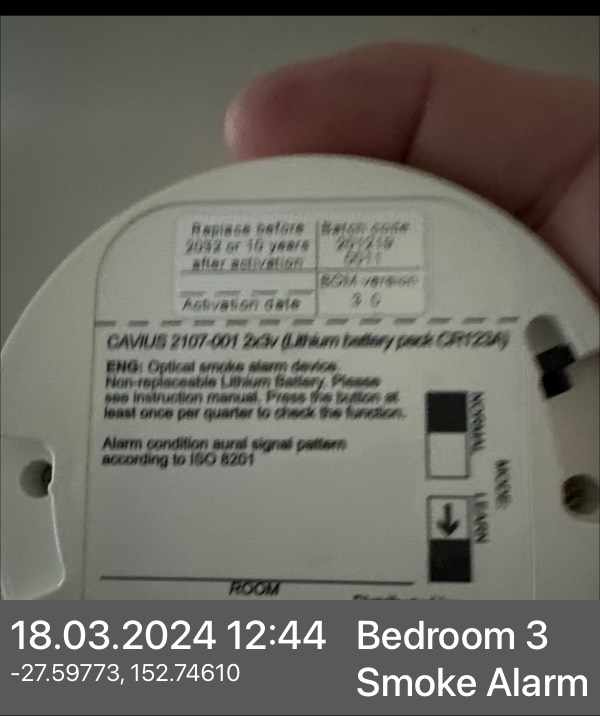 Replace before
2032 or 10 years
after activation
Activation date
Batch code
BOM version
CAVIUS 2107-001 2x3v (Lithium battery pack CR123A)
ENG: Optical smoke alarm device.
Non-replaceable Lithium Battery. Please
see instruction manual. Press the button at
least once per quarter to check the function.
Alarm condition aural signal pattern
according to ISO 8201
NORMAL
MODE:
LEARN
ROOM
18.03.2024 12:44
-27.59773, 152.74610
Bedroom 3
Smoke Alarm